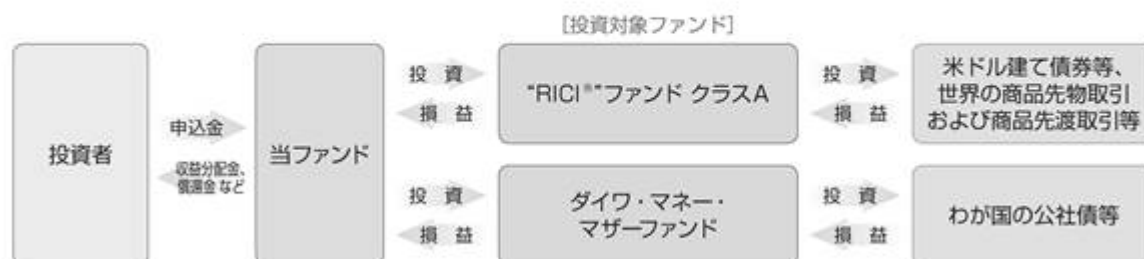 [投資対象ファンド]
投資者
申込金
収益分配金、
償還金 など
当ファンド
投 資
損 益
"RICI®"ファンド クラスA
投 資
損 益
米ドル建て債券等、
世界の商品先物取引
および商品先渡取引等
投 資
損 益
ダイワ・マネー・
マザーファンド
投 資
損 益
わが国の公社債等